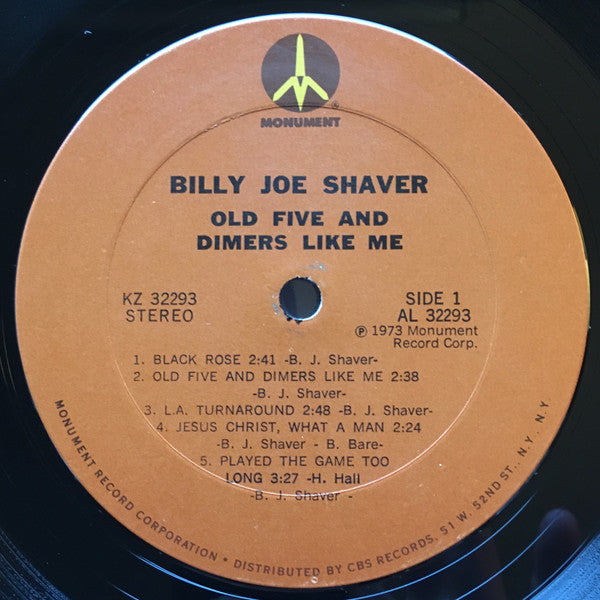 ®
MONUMENT
BILLY JOE SHAVER
OLD FIVE AND
DIMERS LIKE ME
KZ 32293
STEREO
SIDE 1
AL 32293
℗ 1973 Monument
Record Corp.
1. BLACK ROSE 2:41 -B. J. Shaver-
2. OLD FIVE AND DIMERS LIKE ME 2:38
-B. J. Shaver-
3. L.A. TURNAROUND 2:48 -B. J. Shaver-
4. JESUS CHRIST, WHAT A MAN 2:24
-B. J. Shaver - B. Bare-
5. PLAYED THE GAME TOO
LONG 3:27 -H. Hall
-B. J. Shaver -
MONUMENT RECORD CORPORATION • DISTRIBUTED BY CBS RECORDS, 51 W. 52ND ST., N.Y. N.Y.